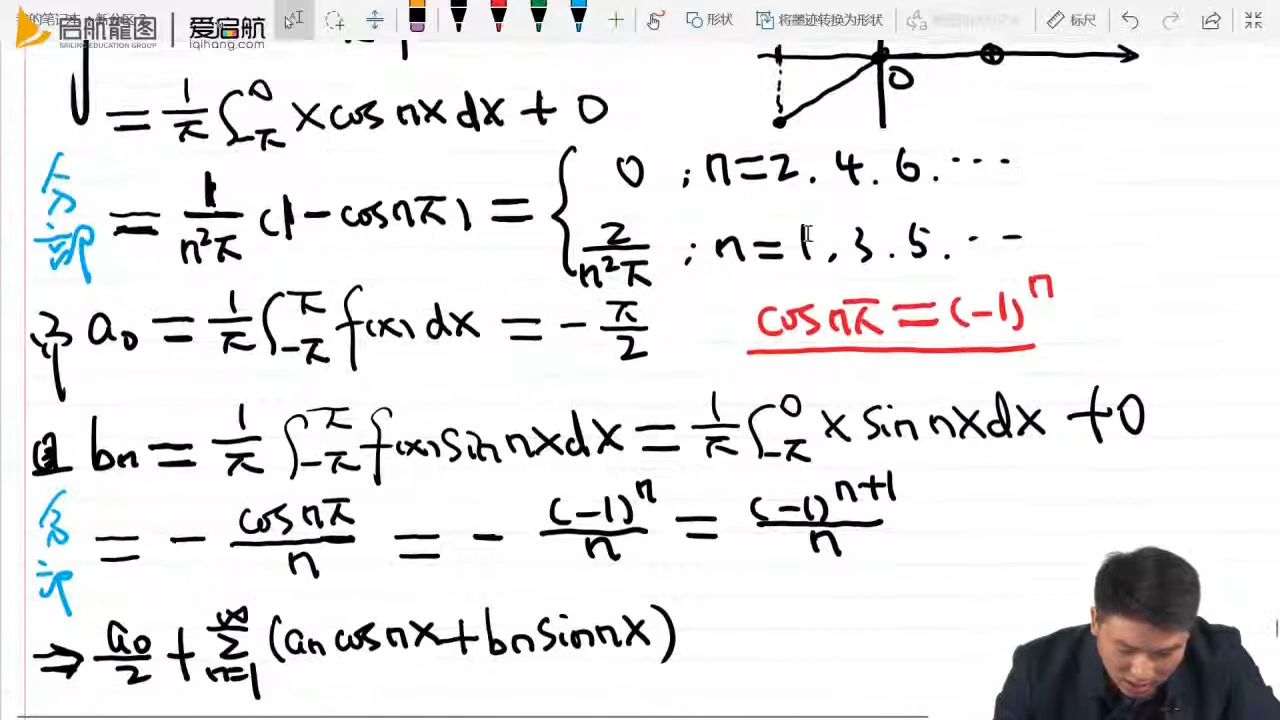 启航龍图 爱启航
SAILING EDUCATION GROUP iqihang.com
形状 将墨迹转换为形状 标尺
= 1/π ∫_{-π}^{0} x cos nx dx + 0
0
分部
= 1/(n²π) (1 - cos nπ) = { 0 ; n = 2. 4. 6. ···
2/(n²π) ; n = 1. 3. 5. ···
cos nπ = (-1)^n
a₀ = 1/π ∫_{-π}^{π} f(x) dx = - π/2
bn = 1/π ∫_{-π}^{π} f(x) sin nx dx = 1/π ∫_{-π}^{0} x sin nx dx + 0
分部
= - cos nπ / n = - (-1)^n / n = (-1)^{n+1} / n
⇒ a₀/2 + Σ_{n=1}^{∞} (an cos nx + bn sin nx)